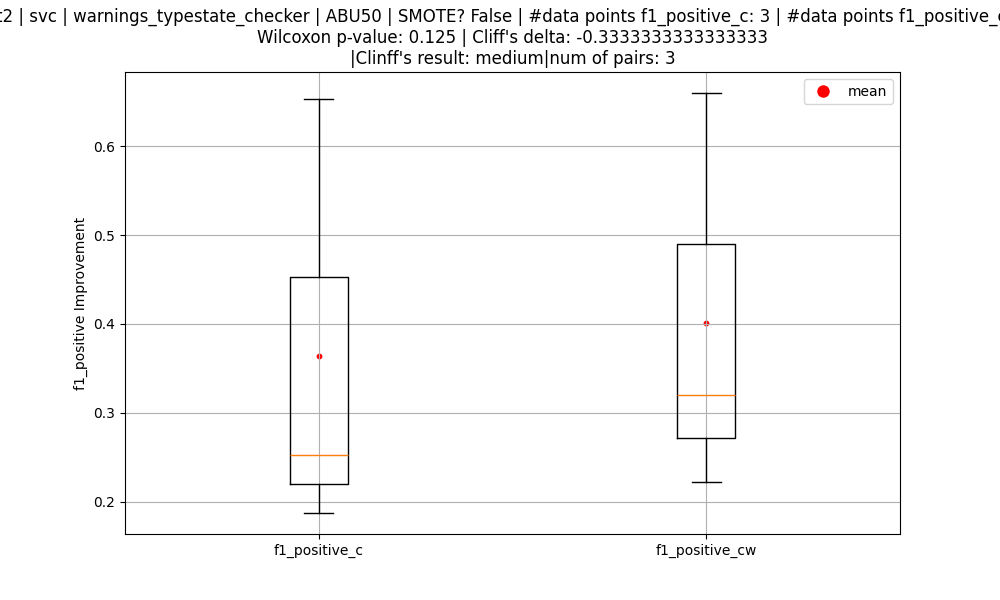 t2 | svc | warnings_typestate_checker | ABU50 | SMOTE? False | #data points f1_positive_c: 3 | #data points f1_positive_c
Wilcoxon p-value: 0.125 | Cliff's delta: -0.3333333333333333
|Clinff's result: medium|num of pairs: 3
mean
0.6
0.5
0.4
0.3
0.2
f1_positive Improvement
f1_positive_c
f1_positive_cw